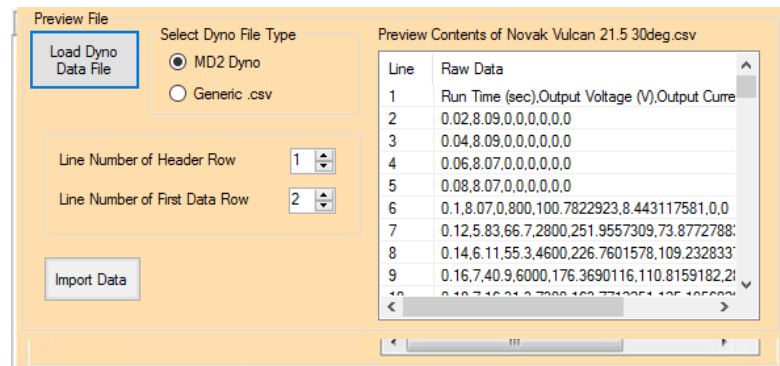 Preview File
Load Dyno
Data File
Select Dyno File Type
MD2 Dyno
Generic .csv
Line Number of Header Row 1
Line Number of First Data Row 2
Import Data
Preview Contents of Novak Vulcan 21.5 30deg.csv
Line Raw Data
1 Run Time (sec),Output Voltage (V),Output Curre
2 0.02,8.09,0,0,0,0,0,0
3 0.04,8.09,0,0,0,0,0,0
4 0.06,8.07,0,0,0,0,0,0
5 0.08,8.07,0,0,0,0,0,0
6 0.1,8.07,0,800,100.7822923,8.443117581,0,0
7 0.12,5.83,66.7,2800,251.9557309,73.8772788
8 0.14,6.11,55.3,4600,226.7601578,109.232833
9 0.16,7,40.9,6000,176.3690116,110.8159182,2